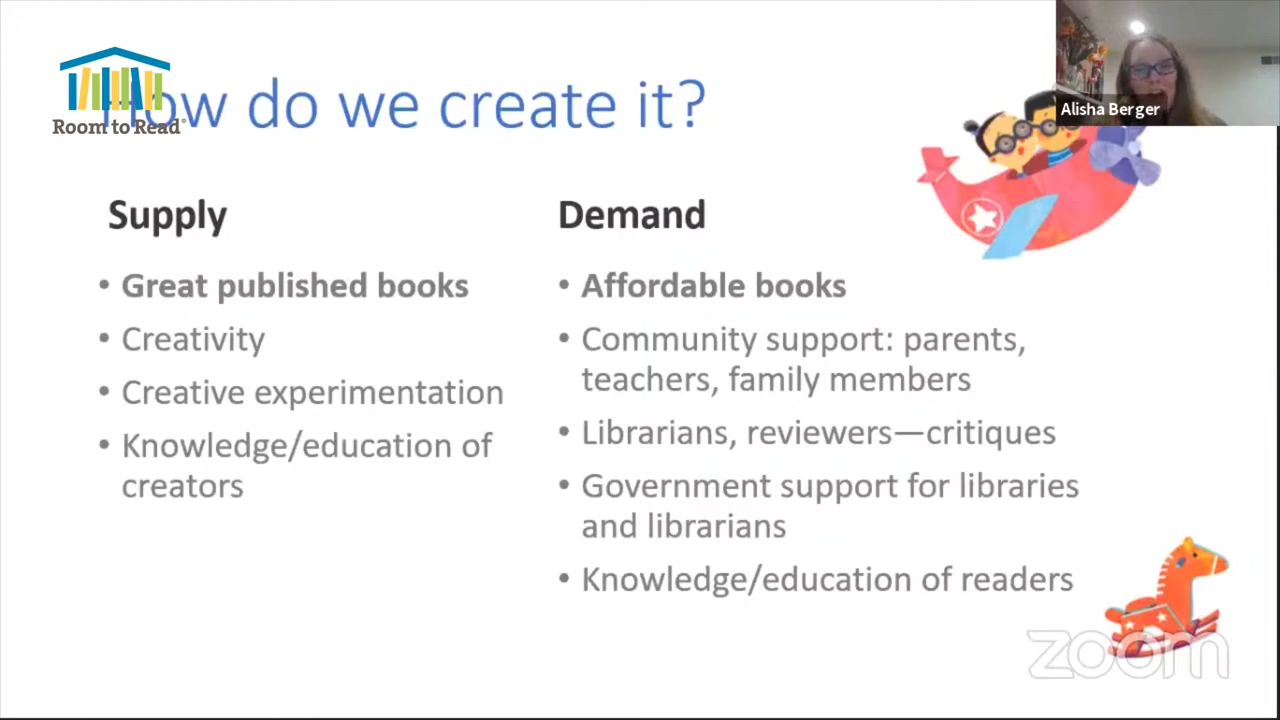 How do we create it?
Room to Read®
Alisha Berger
Supply
• Great published books
• Creativity
• Creative experimentation
• Knowledge/education of
creators
Demand
• Affordable books
• Community support: parents,
teachers, family members
• Librarians, reviewers—critiques
• Government support for libraries
and librarians
• Knowledge/education of readers
zoom